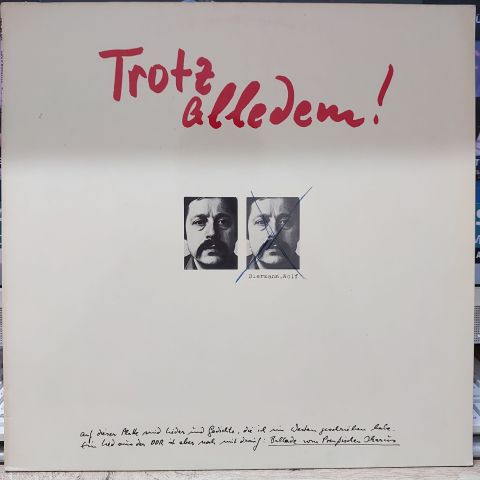 Trotz
alledem!
Biermann, Wolf
auf dieser Platte sind Lieder und Gedichte, die ich im Westen geschrieben habe.
Ein Lied aus der DDR ist aber noch mit drauf: Ballade vom Preußischen Ikarus